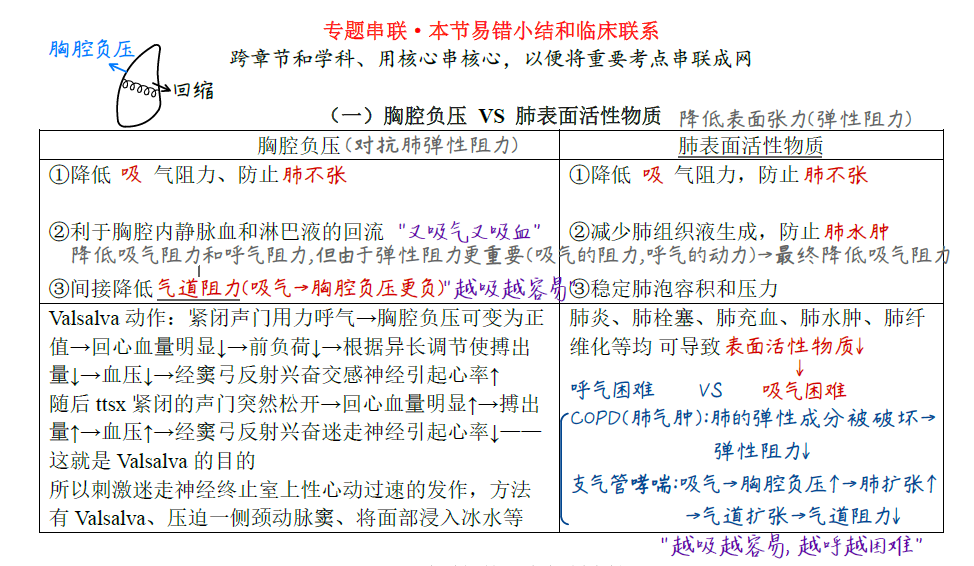 专题串联·本节易错小结和临床联系
胸腔负压
跨章节和学科、用核心串核心，以便将重要考点串联成网
回缩
（一）胸腔负压 VS 肺表面活性物质 降低表面张力(弹性阻力)
胸腔负压(对抗肺弹性阻力)
肺表面活性物质
①降低 吸 气阻力、防止肺不张
①降低 吸 气阻力，防止肺不张
②利于胸腔内静脉血和淋巴液的回流 "又吸气又吸血"
②减少肺组织液生成，防止肺水肿
降低吸气阻力和呼气阻力,但由于弹性阻力更重要(吸气的阻力,呼气的动力)→最终降低吸气阻力
③间接降低气道阻力(吸气→胸腔负压更负)"越吸越容易"
③稳定肺泡容积和压力
Valsalva 动作：紧闭声门用力呼气→胸腔负压可变为正
值→回心血量明显↓→前负荷↓→根据异长调节使搏出
量↓→血压↓→经窦弓反射兴奋交感神经引起心率↑
随后 ttsx 紧闭的声门突然松开→回心血量明显↑→搏出
量↑→血压↑→经窦弓反射兴奋迷走神经引起心率↓——
这就是 Valsalva 的目的
所以刺激迷走神经终止室上性心动过速的发作，方法
有 Valsalva、压迫一侧颈动脉窦、将面部浸入冰水等
肺炎、肺栓塞、肺充血、肺水肿、肺纤
维化等均 可导致 表面活性物质↓
↓
呼气困难 VS 吸气困难
COPD(肺气肿):肺的弹性成分被破坏→
弹性阻力↓
支气管哮喘:吸气→胸腔负压↑→肺扩张↑
→气道扩张→气道阻力↓
"越吸越容易,越呼越困难"